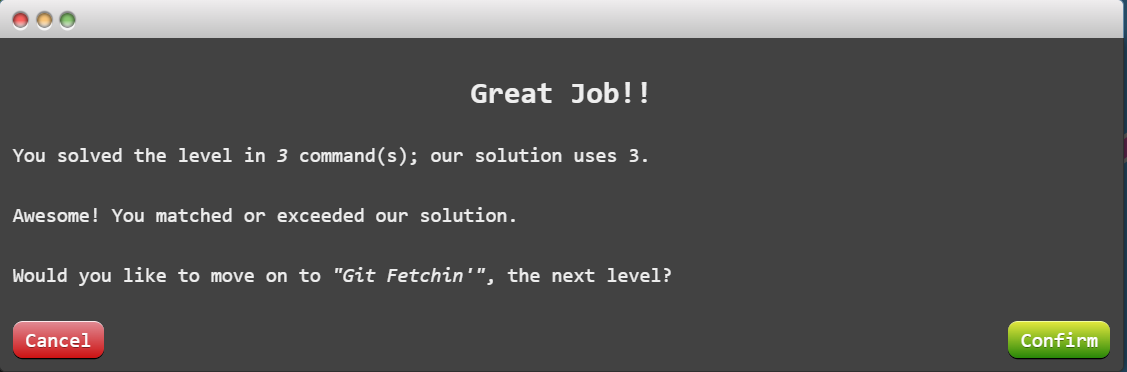 Great Job!!
You solved the level in 3 command(s); our solution uses 3.
Awesome! You matched or exceeded our solution.
Would you like to move on to "Git Fetchin'", the next level?
Cancel
Confirm